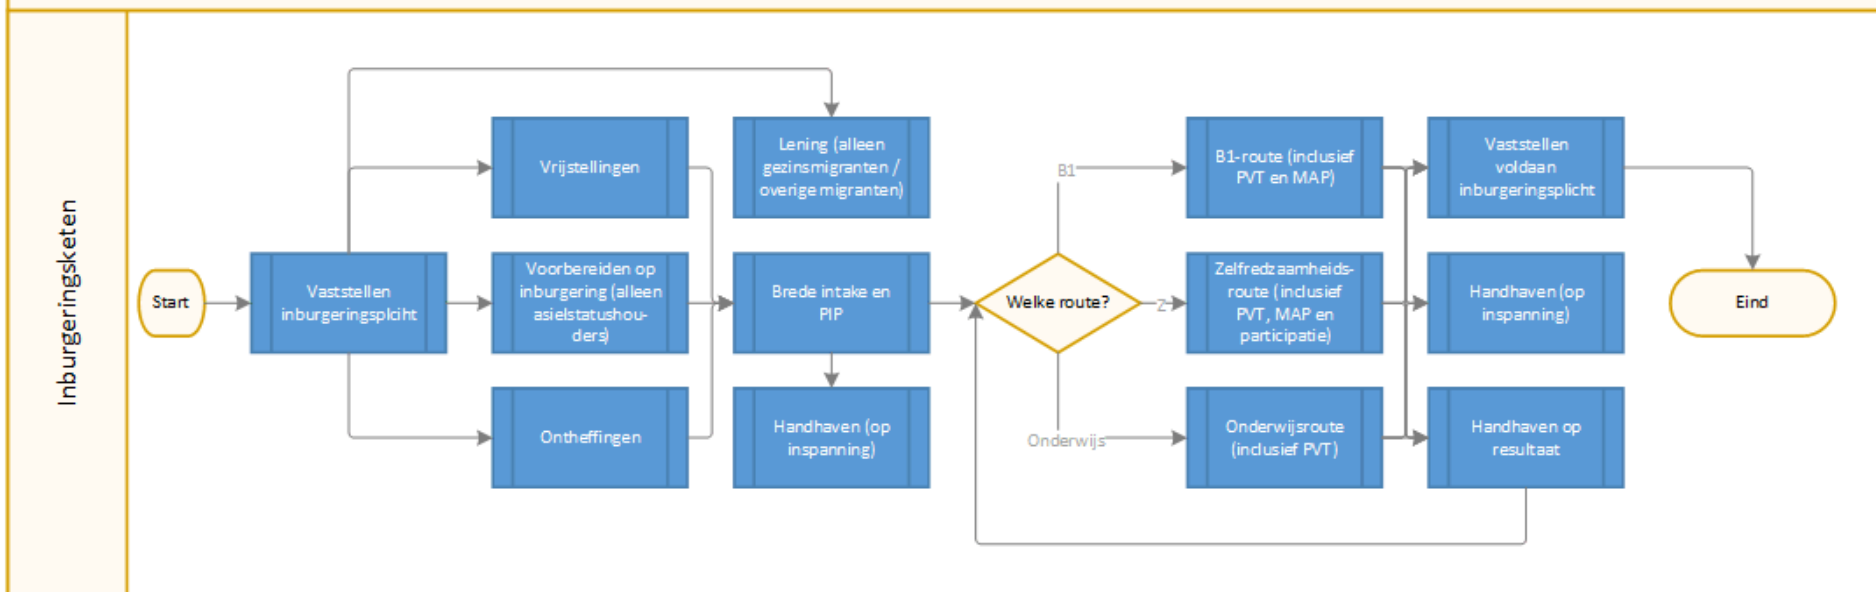 Inburgeringsketen
Start
Vaststellen
inburgeringsplciht
Vrijstellingen
Voorbereiden op
inburgering (alleen
asielstatushou-
ders)
Ontheffingen
Lening (alleen
gezinsmigranten /
overige migranten)
Brede intake en
PIP
Handhaven (op
inspanning)
Welke route?
B1
Z
Onderwijs
B1-route (inclusief
PVT en MAP)
Zelfredzaamheids-
route (inclusief
PVT, MAP en
participatie)
Onderwijsroute
(inclusief PVT)
Vaststellen
voldaan
inburgeringsplicht
Handhaven (op
inspanning)
Handhaven op
resultaat
Eind